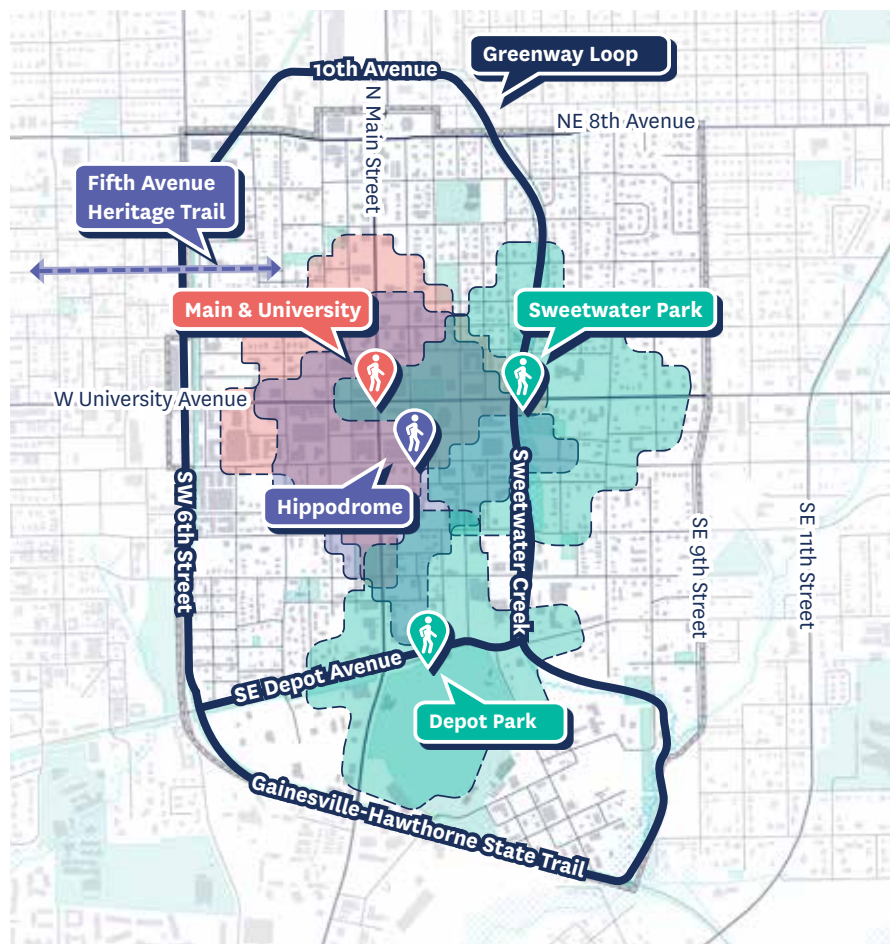 Greenway Loop
10th Avenue
N Main Street
NE 8th Avenue
Fifth Avenue
Heritage Trail
Main & University
Sweetwater Park
W University Avenue
Hippodrome
SW 6th Street
Sweetwater Creek
SE 9th Street
SE 11th Street
SE Depot Avenue
Depot Park
Gainesville-Hawthorne State Trail